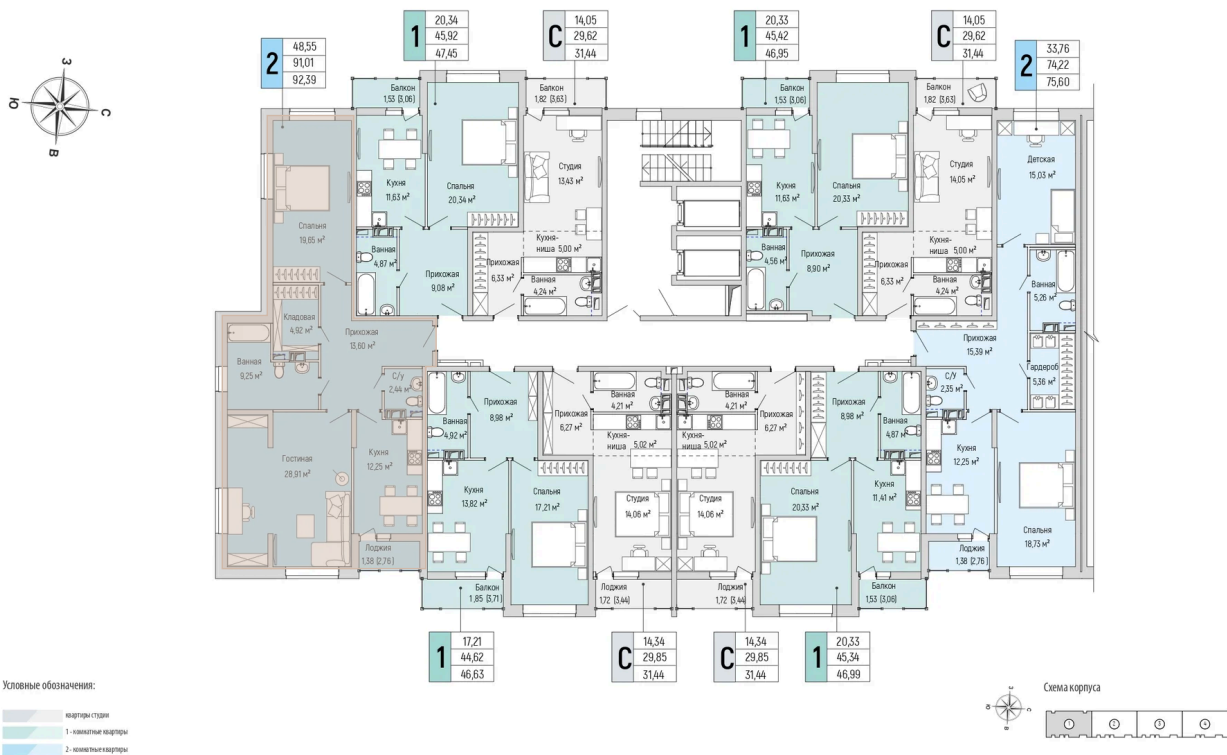 48,55
2 91,01
92,39
20,34
1 45,92
47,45
14,05
С 29,62
31,44
20,33
1 45,42
46,95
14,05
С 29,62
31,44
33,76
2 74,22
75,60
З
Ю
С
В
Балкон
1,53 (3,06)
Балкон
1,82 (3,63)
Балкон
1,53 (3,06)
Балкон
1,82 (3,63)
Спальня
19,65 м²
Кухня
11,63 м²
Спальня
20,34 м²
Студия
13,43 м²
Кухня
11,63 м²
Спальня
20,33 м²
Студия
14,05 м²
Детская
15,03 м²
Ванная
4,87 м²
Прихожая
9,08 м²
Прихожая
6,33 м²
Кухня-
ниша 5,00 м²
Ванная
4,24 м²
Ванная
4,56 м²
Прихожая
8,90 м²
Прихожая
6,33 м²
Кухня-
ниша 5,00 м²
Ванная
4,24 м²
Ванная
5,26 м²
Кладовая
4,92 м²
Прихожая
13,60 м²
Ванная
9,25 м²
С/У
2,44 м²
Прихожая
15,39 м²
Гардероб
5,36 м²
С/У
2,35 м²
Гостиная
28,91 м²
Кухня
12,25 м²
Лоджия
1,38 (2,76)
Ванная
4,92 м²
Прихожая
8,98 м²
Кухня
13,82 м²
Спальня
17,21 м²
Балкон
1,85 (3,71)
Прихожая
6,27 м²
Ванная
4,21 м²
Кухня-
ниша 5,02 м²
Студия
14,06 м²
Лоджия
1,72 (3,44)
Ванная
4,21 м²
Прихожая
6,27 м²
Кухня-
ниша 5,02 м²
Студия
14,06 м²
Лоджия
1,72 (3,44)
Прихожая
8,98 м²
Ванная
4,87 м²
Спальня
20,33 м²
Кухня
11,41 м²
Балкон
1,53 (3,06)
Кухня
12,25 м²
Лоджия
1,38 (2,76)
Спальня
18,73 м²
17,21
1 44,62
46,63
14,34
С 29,85
31,44
14,34
С 29,85
31,44
20,33
1 45,34
46,99
Условные обозначения:
квартиры студии
1 - комнатные квартиры
2 - комнатные квартиры
З
Ю
С
В
Схема корпуса
1 2 3 4